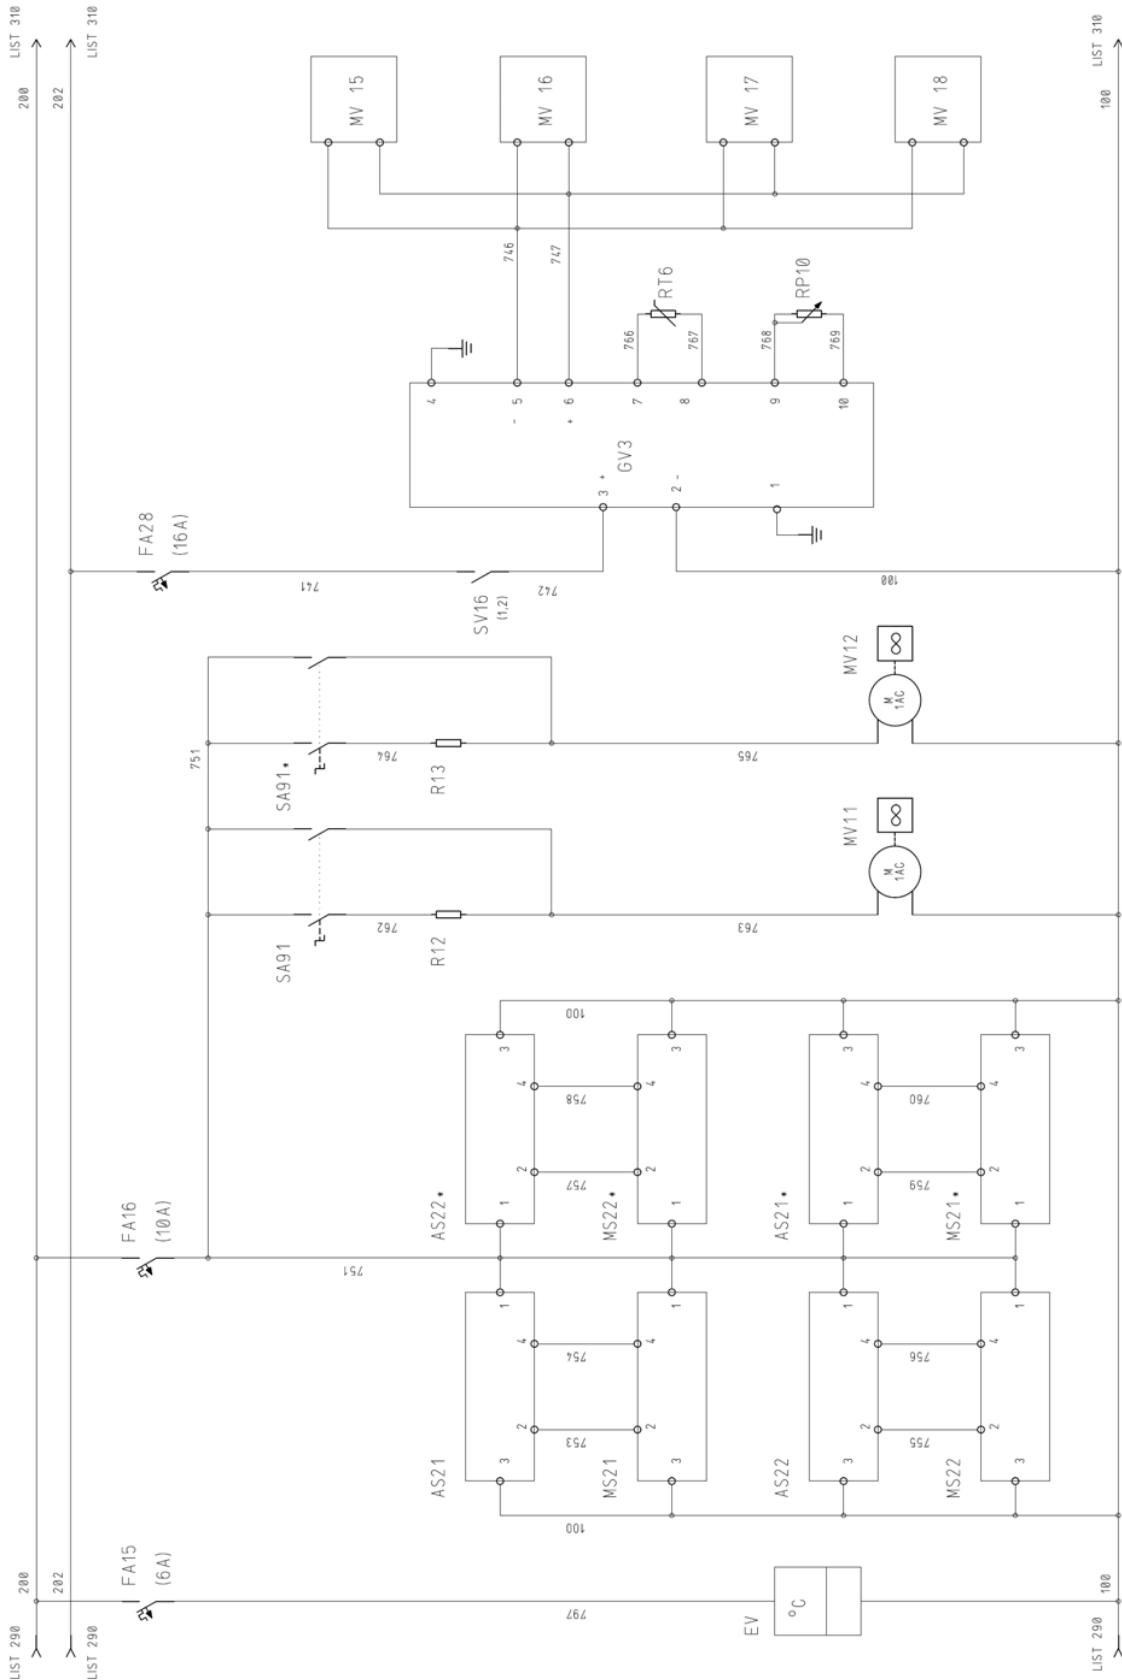 LIST 290
200
200
LIST 310
LIST 290
202
202
LIST 310
FA15
(6A)
FA16
(10A)
FA28
(16A)
797
EV
°C
751
751
AS21
3
2
4
1
753
754
MS21
3
2
4
1
AS22
3
2
4
1
755
756
MS22
3
2
4
1
100
AS22*
1
2
4
3
757
758
MS22*
1
2
4
3
AS21*
1
2
4
3
759
760
MS21*
1
2
4
3
100
SA91
762
R12
763
MV11
M
1AC
SA91*
764
R13
765
MV12
M
1AC
741
SV16
(1,2)
742
100
GV3
3 +
2 -
1
4
- 5
+ 6
7
8
9
10
746
747
766
767
RT6
768
769
RP10
MV 15
MV 16
MV 17
MV 18
LIST 290
100
100
LIST 310